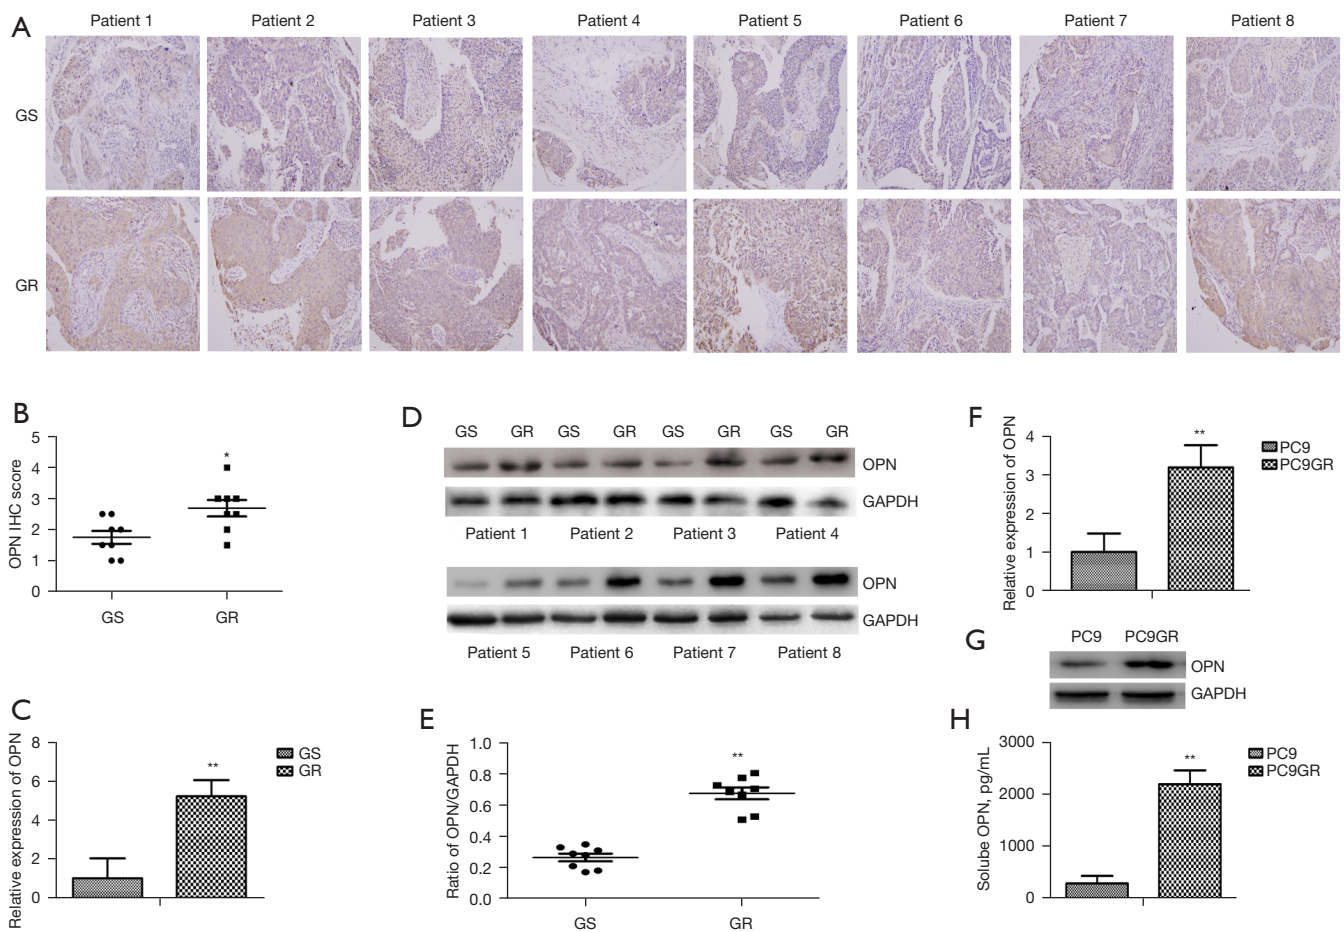 A
Patient 1 Patient 2 Patient 3 Patient 4 Patient 5 Patient 6 Patient 7 Patient 8
GS
GR
B
OPN IHC score
5
4
3
2
1
0
*
GS GR
C
Relative expression of OPN
8
6
4
2
0
**
GS
GR
D
GS GR GS GR GS GR GS GR
OPN
GAPDH
Patient 1 Patient 2 Patient 3 Patient 4
OPN
GAPDH
Patient 5 Patient 6 Patient 7 Patient 8
E
Ratio of OPN/GAPDH
1.0
0.8
0.6
0.4
0.2
0.0
**
GS GR
F
Relative expression of OPN
4
3
2
1
0
**
PC9
PC9GR
G
PC9 PC9GR
OPN
GAPDH
H
Solube OPN, pg/mL
3000
2000
1000
0
**
PC9
PC9GR